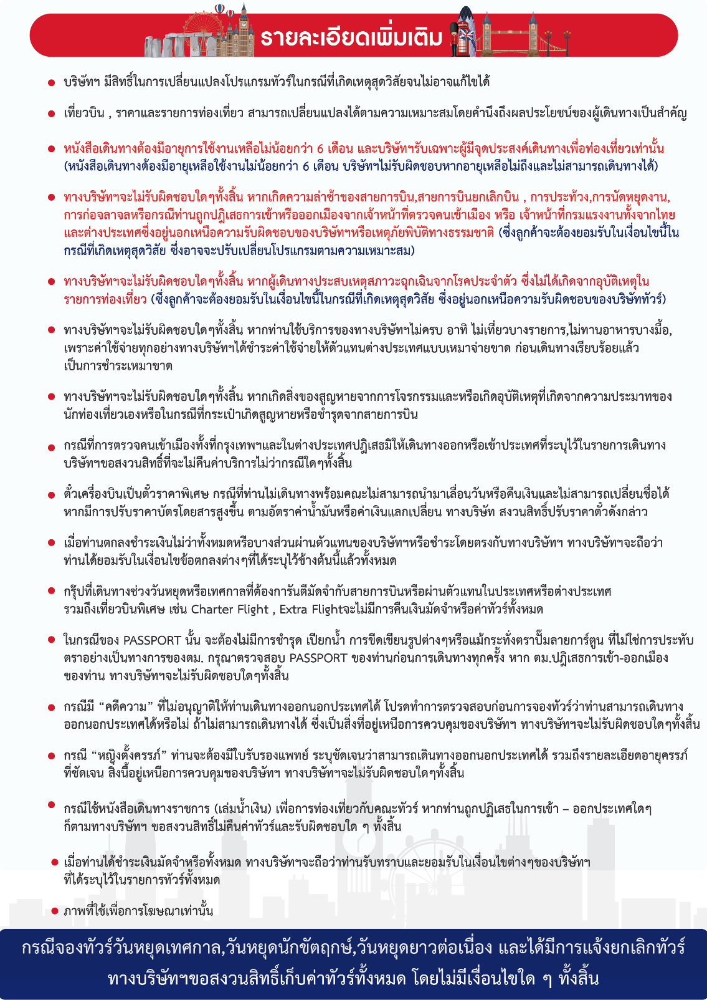 รายละเอียดเพิ่มเติม
● บริษัทฯ มีสิทธิ์ในการเปลี่ยนแปลงโปรแกรมทัวร์ในกรณีที่เกิดเหตุสุดวิสัยจนไม่อาจแก้ไขได้
● เที่ยวบิน , ราคาและรายการท่องเที่ยว สามารถเปลี่ยนแปลงได้ตามความเหมาะสมโดยคำนึงถึงผลประโยชน์ของผู้เดินทางเป็นสำคัญ
● หนังสือเดินทางต้องมีอายุการใช้งานเหลือไม่น้อยกว่า 6 เดือน และบริษัทฯรับเฉพาะผู้มีจุดประสงค์เดินทางเพื่อท่องเที่ยวเท่านั้น
(หนังสือเดินทางต้องมีอายุเหลือใช้งานไม่น้อยกว่า 6 เดือน บริษัทฯไม่รับผิดชอบหากอายุเหลือไม่ถึงและไม่สามารถเดินทางได้)
● ทางบริษัทฯจะไม่รับผิดชอบใดๆทั้งสิ้น หากเกิดความล่าช้าของสายการบิน,สายการบินยกเลิกบิน , การประท้วง,การนัดหยุดงาน,
การก่อจลาจลหรือกรณีท่านถูกปฏิเสธการเข้าหรือออกเมืองจากเจ้าหน้าที่ตรวจคนเข้าเมือง หรือ เจ้าหน้าที่กรมแรงงานทั้งจากไทย
และต่างประเทศซึ่งอยู่นอกเหนือความรับผิดชอบของบริษัทฯหรือเหตุภัยพิบัติทางธรรมชาติ (ซึ่งลูกค้าจะต้องยอมรับในเงื่อนไขนี้ใน
กรณีที่เกิดเหตุสุดวิสัย ซึ่งอาจจะปรับเปลี่ยนโปรแกรมตามความเหมาะสม)
● ทางบริษัทฯจะไม่รับผิดชอบใดๆทั้งสิ้น หากผู้เดินทางประสบเหตุสภาวะฉุกเฉินจากโรคประจำตัว ซึ่งไม่ได้เกิดจากอุบัติเหตุใน
รายการท่องเที่ยว (ซึ่งลูกค้าจะต้องยอมรับในเงื่อนไขนี้ในกรณีที่เกิดเหตุสุดวิสัย ซึ่งอยู่นอกเหนือความรับผิดชอบของบริษัททัวร์)
● ทางบริษัทฯจะไม่รับผิดชอบใดๆทั้งสิ้น หากท่านใช้บริการของทางบริษัทฯไม่ครบ อาทิ ไม่เที่ยวบางรายการ,ไม่ทานอาหารบางมื้อ,
เพราะค่าใช้จ่ายทุกอย่างทางบริษัทฯได้ชำระค่าใช้จ่ายให้ตัวแทนต่างประเทศแบบเหมาจ่ายขาด ก่อนเดินทางเรียบร้อยแล้ว
เป็นการชำระเหมาขาด
● ทางบริษัทฯจะไม่รับผิดชอบใดๆทั้งสิ้น หากเกิดสิ่งของสูญหายจากการโจรกรรมและหรือเกิดอุบัติเหตุที่เกิดจากความประมาทของ
นักท่องเที่ยวเองหรือในกรณีที่กระเป๋าเกิดสูญหายหรือชำรุดจากสายการบิน
● กรณีที่การตรวจคนเข้าเมืองทั้งที่กรุงเทพฯและในต่างประเทศปฏิเสธมิให้เดินทางออกหรือเข้าประเทศที่ระบุไว้ในรายการเดินทาง
บริษัทฯขอสงวนสิทธิ์ที่จะไม่คืนค่าบริการไม่ว่ากรณีใดๆทั้งสิ้น
● ตั๋วเครื่องบินเป็นตั๋วราคาพิเศษ กรณีที่ท่านไม่เดินทางพร้อมคณะไม่สามารถนำมาเลื่อนวันหรือคืนเงินและไม่สามารถเปลี่ยนชื่อได้
หากมีการปรับราคาบัตรโดยสารสูงขึ้น ตามอัตราค่าน้ำมันหรือค่าเงินแลกเปลี่ยน ทางบริษัท สงวนสิทธิ์ปรับราคาตั๋วดังกล่าว
● เมื่อท่านตกลงชำระเงินไม่ว่าทั้งหมดหรือบางส่วนผ่านตัวแทนของบริษัทฯหรือชำระโดยตรงกับทางบริษัทฯ ทางบริษัทฯจะถือว่า
ท่านได้ยอมรับในเงื่อนไขข้อตกลงต่างๆที่ได้ระบุไว้ข้างต้นนี้แล้วทั้งหมด
● กรุ๊ปที่เดินทางช่วงวันหยุดหรือเทศกาลที่ต้องการันตีมัดจำกับสายการบินหรือผ่านตัวแทนในประเทศหรือต่างประเทศ
รวมถึงเที่ยวบินพิเศษ เช่น Charter Flight , Extra Flightจะไม่มีการคืนเงินมัดจำหรือค่าทัวร์ทั้งหมด
● ในกรณีของ PASSPORT นั้น จะต้องไม่มีการชำรุด เปียกน้ำ การขีดเขียนรูปต่างๆหรือแม้กระทั่งตราปั๊มลายการ์ตูน ที่ไม่ใช่การประทับ
ตราอย่างเป็นทางการของตม. กรุณาตรวจสอบ PASSPORT ของท่านก่อนการเดินทางทุกครั้ง หาก ตม.ปฏิเสธการเข้า-ออกเมือง
ของท่าน ทางบริษัทฯจะไม่รับผิดชอบใดๆทั้งสิ้น
● กรณีมี “คดีความ” ที่ไม่อนุญาติให้ท่านเดินทางออกนอกประเทศได้ โปรดทำการตรวจสอบก่อนการจองทัวร์ว่าท่านสามารถเดินทาง
ออกนอกประเทศได้หรือไม่ ถ้าไม่สามารถเดินทางได้ ซึ่งเป็นสิ่งที่อยู่เหนือการควบคุมของบริษัทฯ ทางบริษัทฯจะไม่รับผิดชอบใดๆทั้งสิ้น
● กรณี “หญิงตั้งครรภ์” ท่านจะต้องมีใบรับรองแพทย์ ระบุชัดเจนว่าสามารถเดินทางออกนอกประเทศได้ รวมถึงรายละเอียดอายุครรภ์
ที่ชัดเจน สิ่งนี้อยู่เหนือการควบคุมของบริษัทฯ ทางบริษัทฯจะไม่รับผิดชอบใดๆทั้งสิ้น
● กรณีใช้หนังสือเดินทางราชการ (เล่มน้ำเงิน) เพื่อการท่องเที่ยวกับคณะทัวร์ หากท่านถูกปฏิเสธในการเข้า – ออกประเทศใดๆ
ก็ตามทางบริษัทฯ ขอสงวนสิทธิ์ไม่คืนค่าทัวร์และรับผิดชอบใด ๆ ทั้งสิ้น
● เมื่อท่านได้ชำระเงินมัดจำหรือทั้งหมด ทางบริษัทฯจะถือว่าท่านรับทราบและยอมรับในเงื่อนไขต่างๆของบริษัทฯ
ที่ได้ระบุไว้ในรายการทัวร์ทั้งหมด
● ภาพที่ใช้เพื่อการโฆษณาเท่านั้น
กรณีจองทัวร์วันหยุดเทศกาล,วันหยุดนักขัตฤกษ์,วันหยุดยาวต่อเนื่อง และได้มีการแจ้งยกเลิกทัวร์
ทางบริษัทฯขอสงวนสิทธิ์เก็บค่าทัวร์ทั้งหมด โดยไม่มีเงื่อนไขใด ๆ ทั้งสิ้น